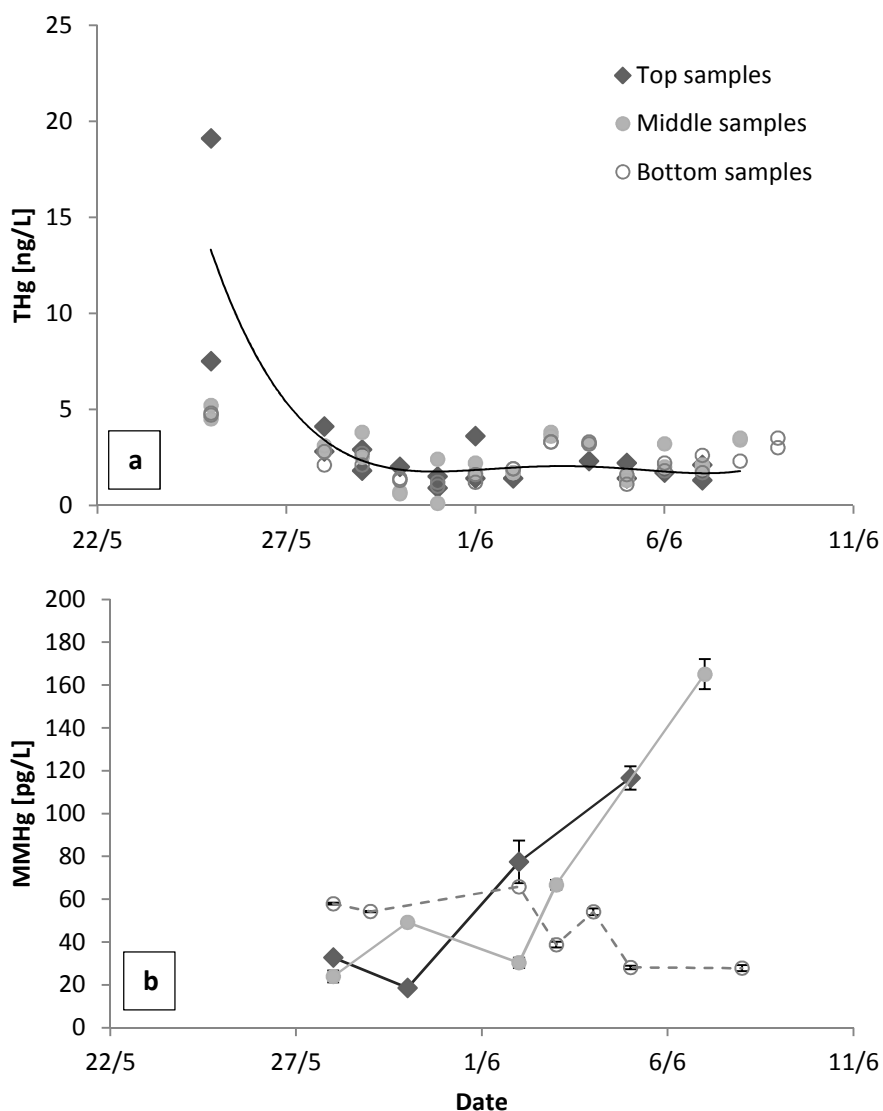 25
20
15
10
5
0
THg [ng/L]
Top samples
Middle samples
Bottom samples
a
22/5 27/5 1/6 6/6 11/6
200
180
160
140
120
100
80
60
40
20
0
MMHg [pg/L]
b
22/5 27/5 1/6 6/6 11/6
Date